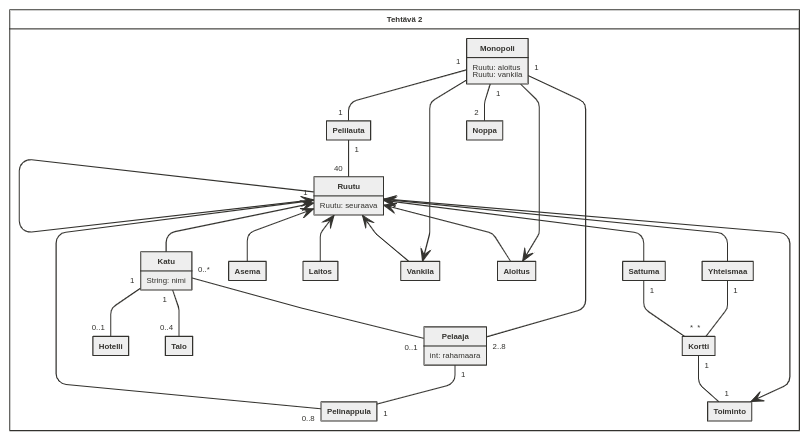 Tehtävä 2
Monopoli
Ruutu: aloitus
Ruutu: vankila
1
1
1
1
2
Pelilauta
Noppa
1
40
Ruutu
Ruutu: seuraava
1
Katu
String: nimi
0..*
Asema
Laitos
Vankila
Aloitus
Sattuma
Yhteismaa
1
1
1
1
0..1
0..4
* *
Hotelli
Talo
Pelaaja
int: rahamaara
0..1
2..8
Kortti
1
1
1
Pelinappula
0..8
1
Toiminto